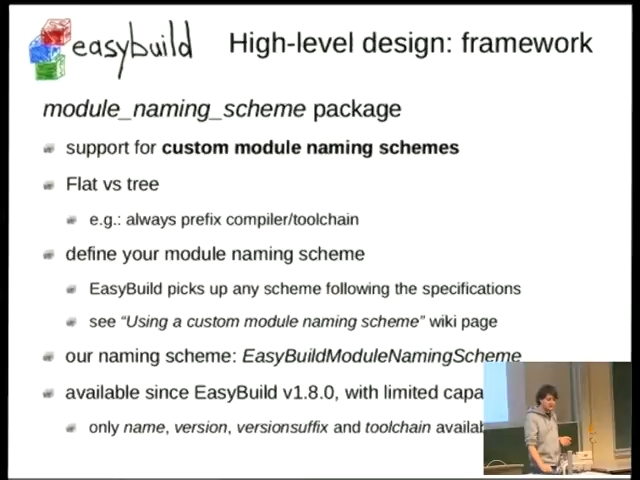 easybuild
High-level design: framework
module_naming_scheme package
support for custom module naming schemes
Flat vs tree
e.g.: always prefix compiler/toolchain
define your module naming scheme
EasyBuild picks up any scheme following the specifications
see “Using a custom module naming scheme” wiki page
our naming scheme: EasyBuildModuleNamingScheme
available since EasyBuild v1.8.0, with limited
only name, version, versionsuffix and toolchain